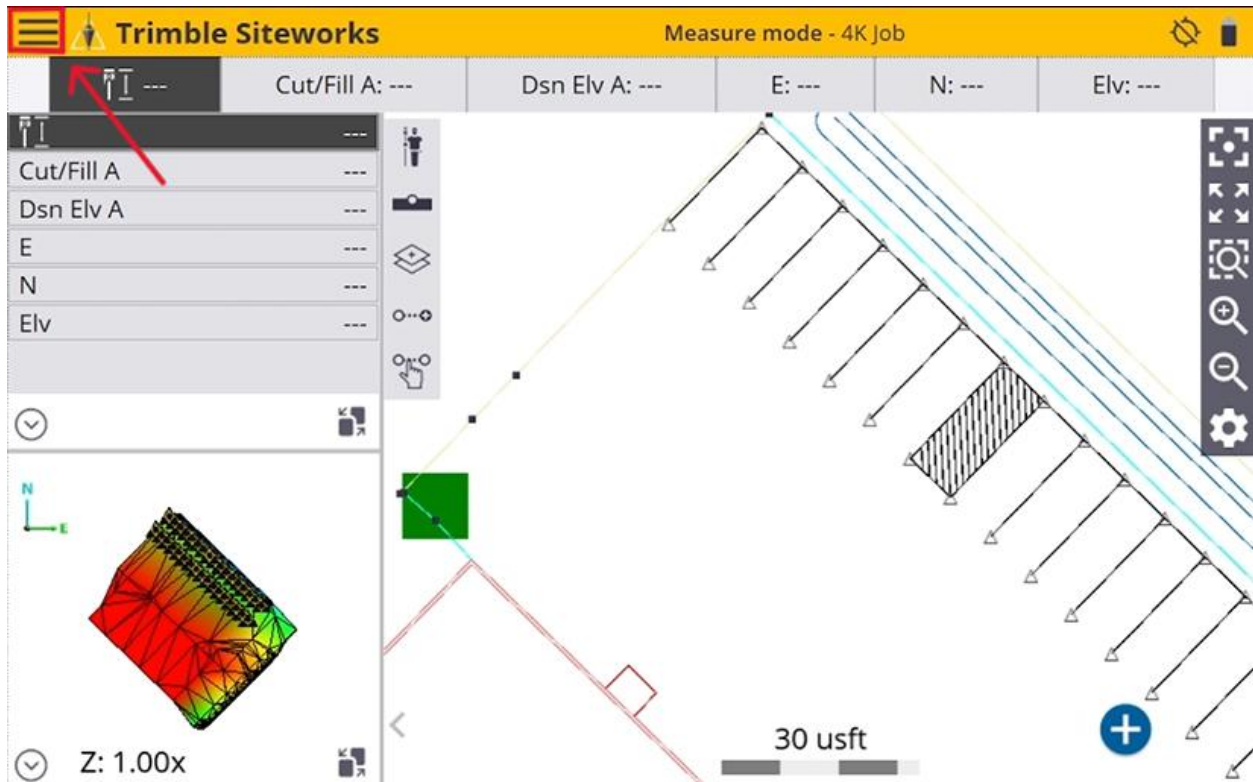 Trimble Siteworks Measure mode - 4K Job
--- Cut/Fill A: --- Dsn Elv A: --- E: --- N: --- Elv: ---
---
Cut/Fill A ---
Dsn Elv A ---
E ---
N ---
Elv ---
N
E
Z: 1.00x
30 usft